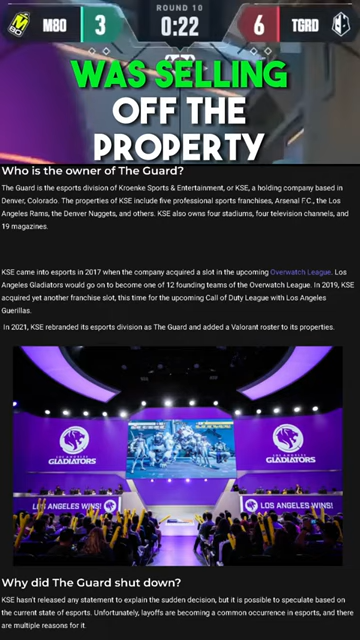 ROUND 10
M80 3 0:22 6 TGRD
WAS SELLING
OFF THE
PROPERTY
Who is the owner of The Guard?
The Guard is the esports division of Kroenke Sports & Entertainment, or KSE, a holding company based in
Denver, Colorado. The properties of KSE include five professional sports franchises, Arsenal F.C., the Los
Angeles Rams, the Denver Nuggets, and others. KSE also owns four stadiums, four television channels, and
19 magazines.
KSE came into esports in 2017 when the company acquired a slot in the upcoming Overwatch League. Los
Angeles Gladiators would go on to become one of 12 founding teams of the Overwatch League. In 2019, KSE
acquired yet another franchise slot, this time for the upcoming Call of Duty League with Los Angeles
Guerillas.
In 2021, KSE rebranded its esports division as The Guard and added a Valorant roster to its properties.
LOS ANGELES
GLADIATORS
LOS ANGELES
GLADIATORS
LOS ANGELES WINS!
LOS ANGELES WINS!
Why did The Guard shut down?
KSE hasn't released any statement to explain the sudden decision, but it is possible to speculate based on
the current state of esports. Unfortunately, layoffs are becoming a common occurrence in esports, and there
are multiple reasons for it.